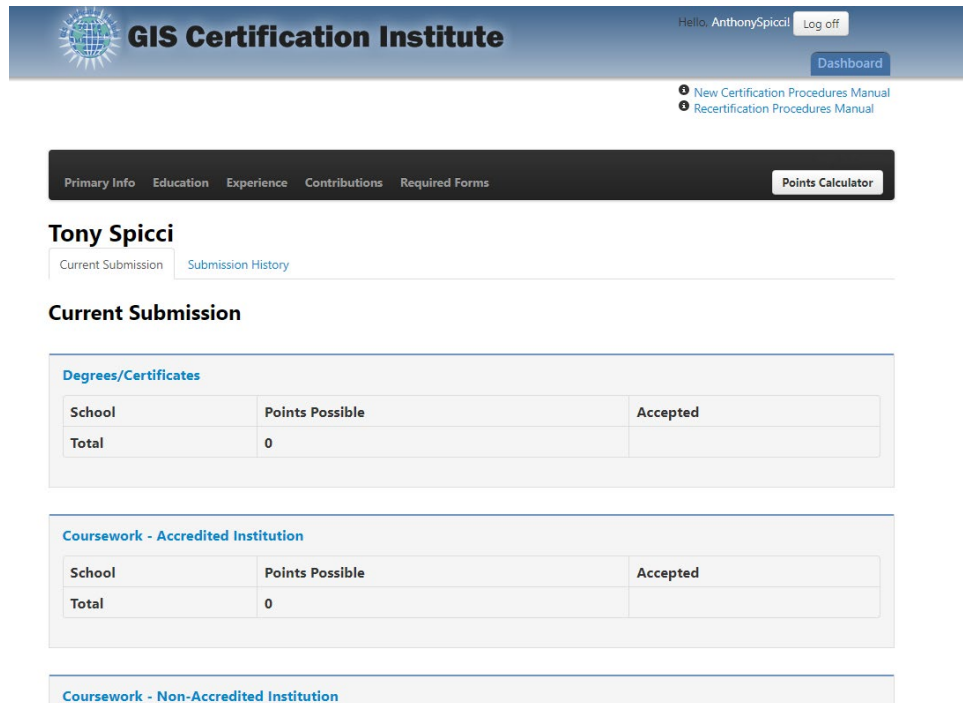 GIS Certification Institute
Hello, AnthonySpicci! Log off
Dashboard
New Certification Procedures Manual
Recertification Procedures Manual
Primary Info Education Experience Contributions Required Forms Points Calculator
Tony Spicci
Current Submission Submission History
Current Submission
Degrees/Certificates
School Points Possible Accepted
Total 0
Coursework - Accredited Institution
School Points Possible Accepted
Total 0
Coursework - Non-Accredited Institution